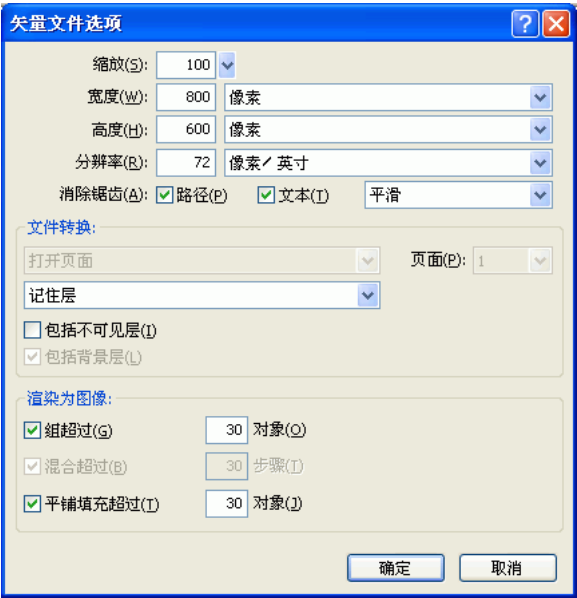 矢量文件选项
缩放(S): 100
宽度(W): 800 像素
高度(H): 600 像素
分辨率(R): 72 像素/英寸
消除锯齿(A): 路径(P) 文本(T) 平滑
文件转换:
打开页面 页面(P): 1
记住层
包括不可见层(I)
包括背景层(L)
渲染为图像:
组超过(G) 30 对象(O)
混合超过(B) 30 步骤(T)
平铺填充超过(T) 30 对象(J)
确定 取消